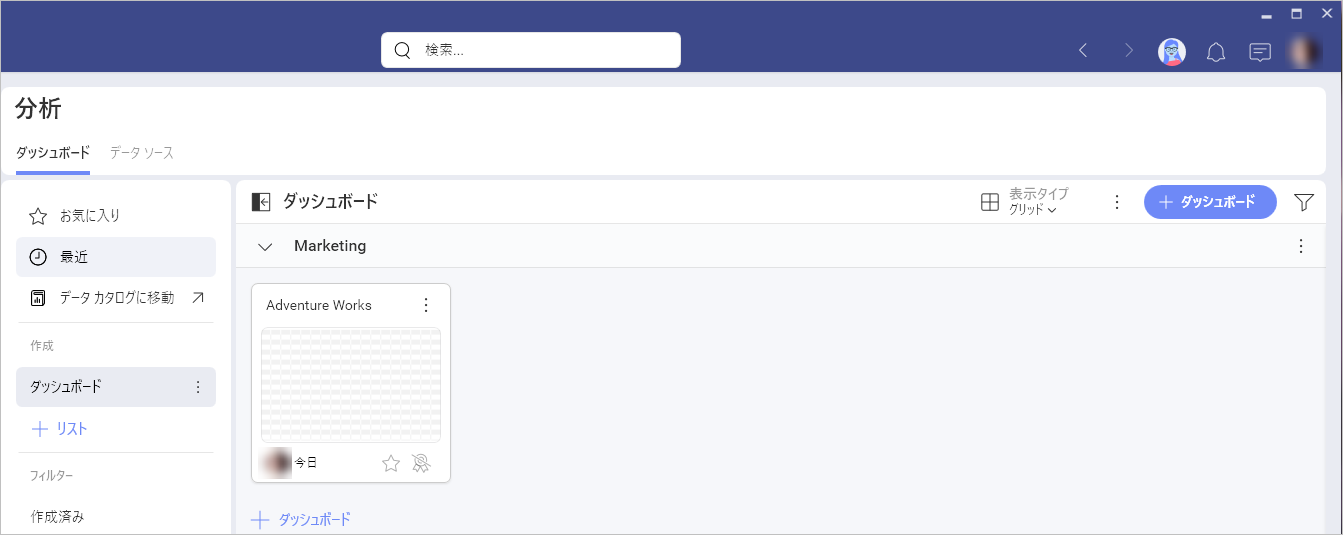 検索...
分析
ダッシュボード
データ ソース
お気に入り
最近
データ カタログに移動
作成
ダッシュボード
リスト
フィルター
作成済み
ダッシュボード
表示タイプ
グリッド
ダッシュボード
Marketing
Adventure Works
今日
ダッシュボード